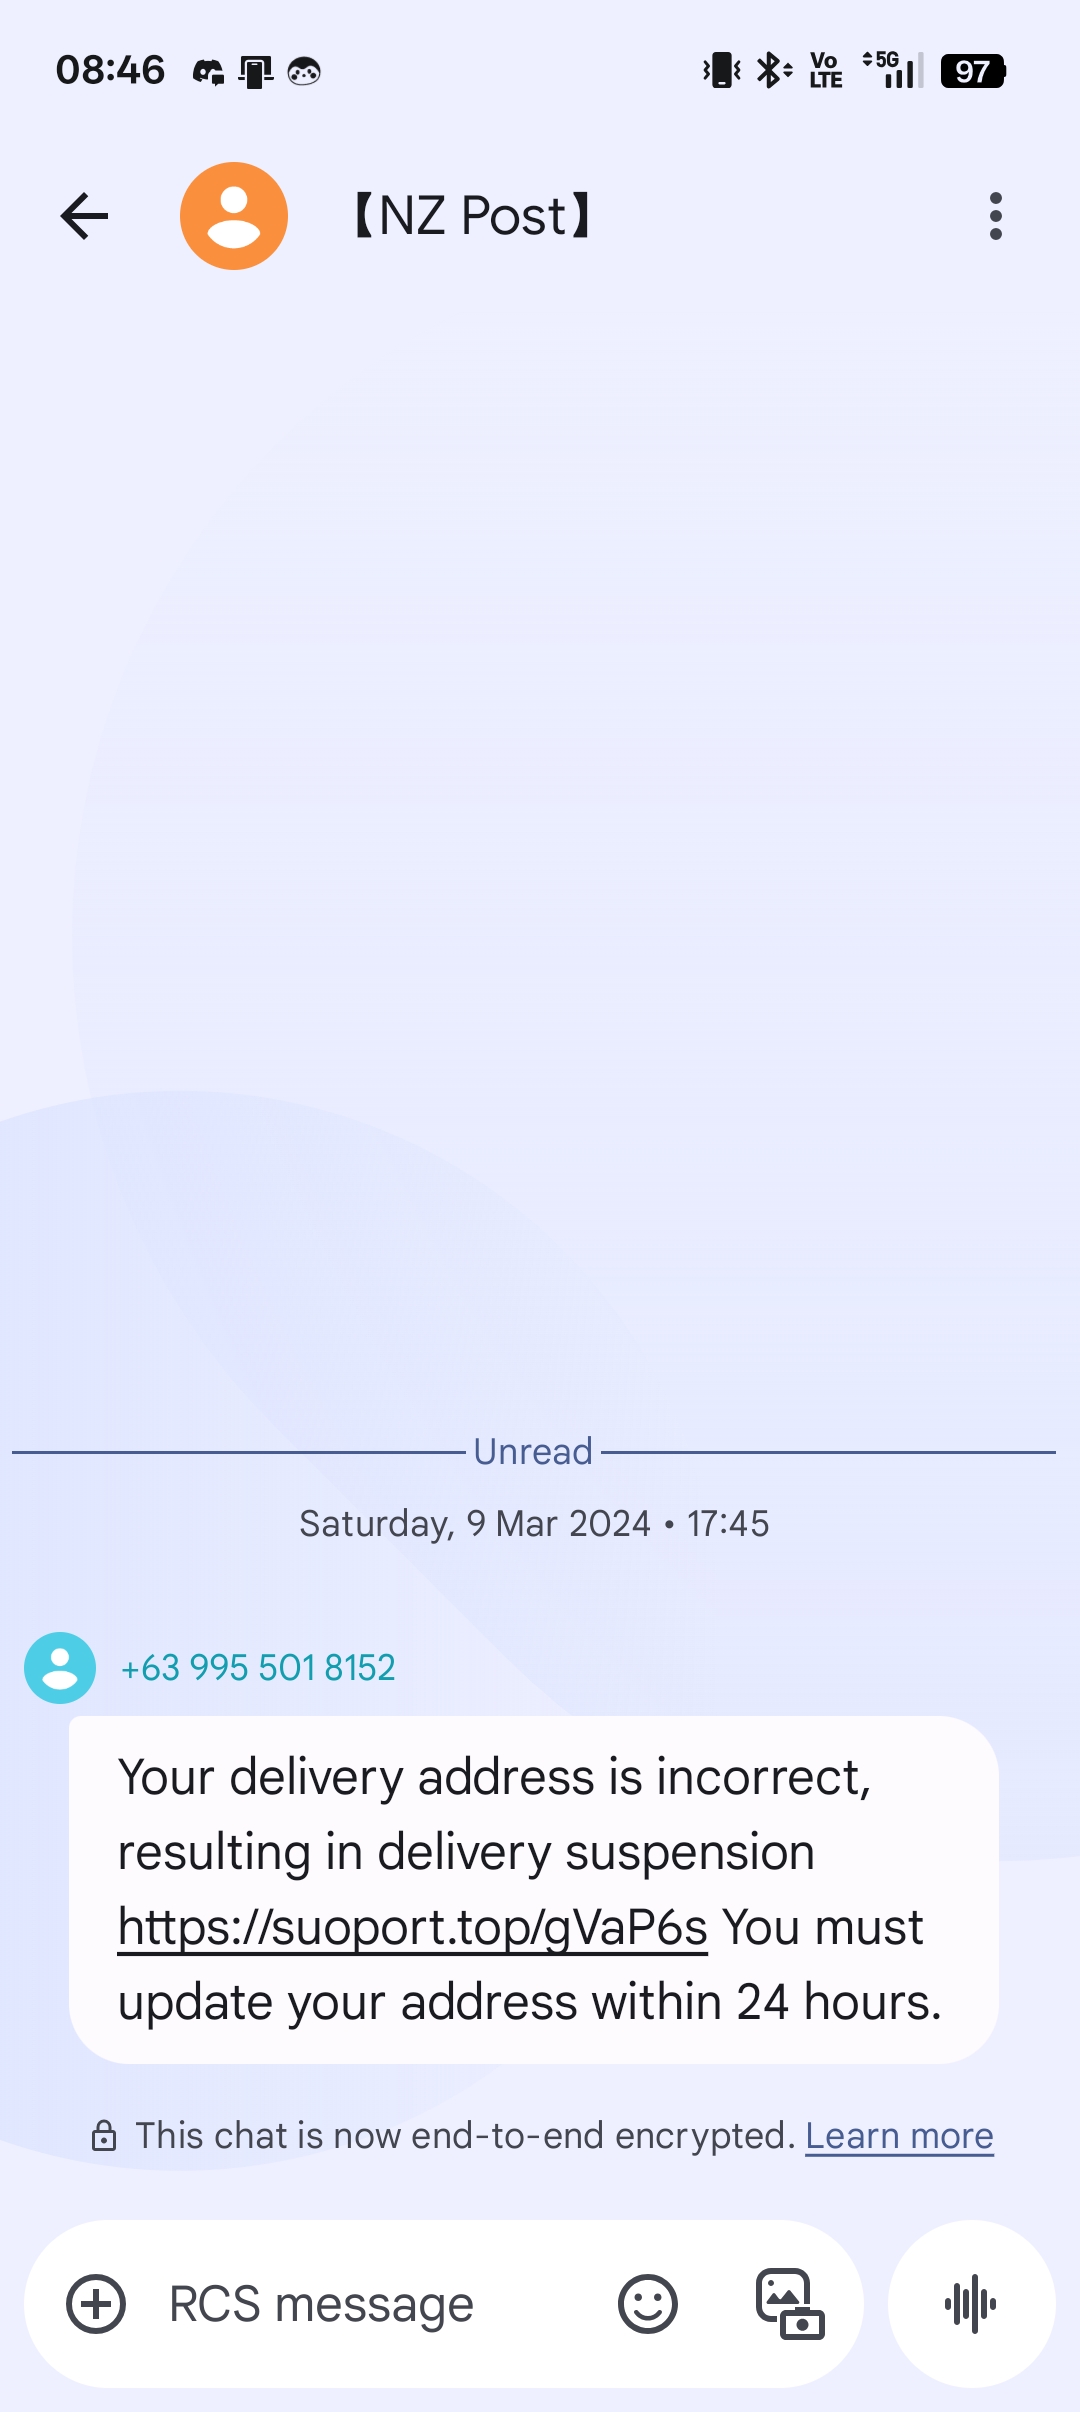 08:46 Vo LTE 5G 97
【NZ Post】
Unread
Saturday, 9 Mar 2024 • 17:45
+63 995 501 8152
Your delivery address is incorrect,
resulting in delivery suspension
https://suoport.top/gVaP6s You must
update your address within 24 hours.
This chat is now end-to-end encrypted. Learn more
RCS message